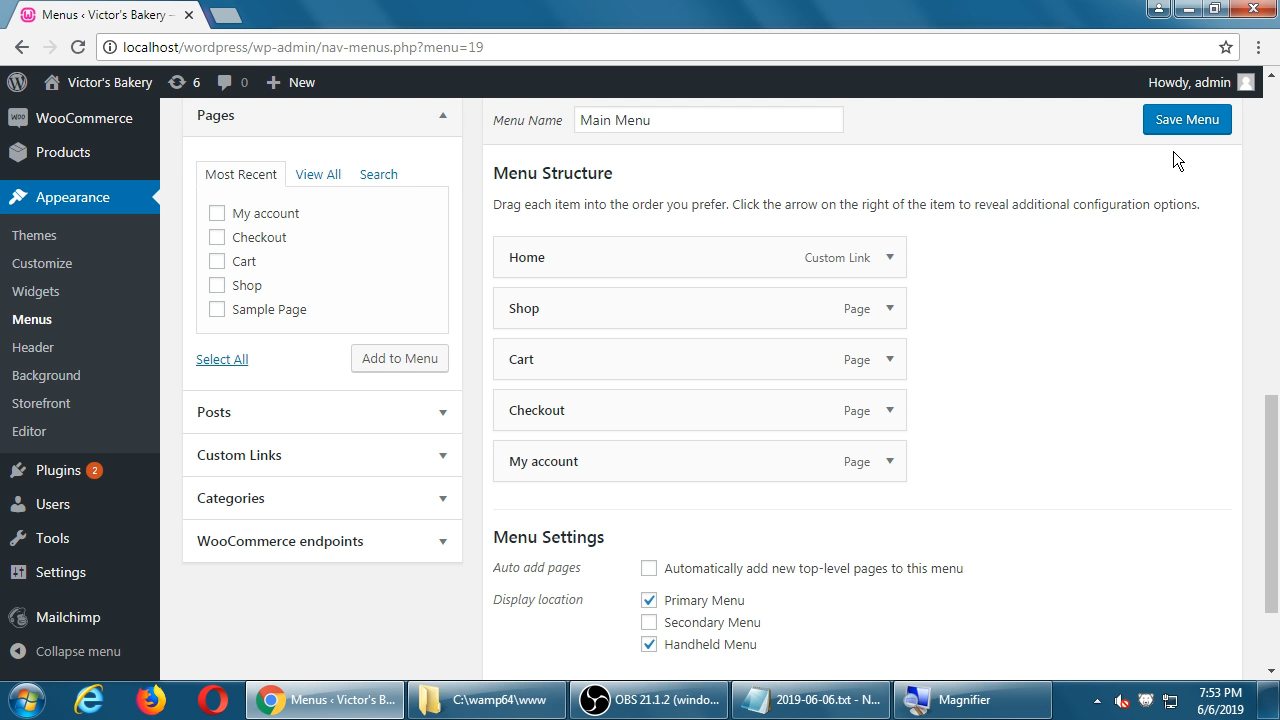 Menus ‹ Victor's Bakery –
localhost/wordpress/wp-admin/nav-menus.php?menu=19
Victor's Bakery 6 0 New
Howdy, admin
WooCommerce
Products
Appearance
Themes
Customize
Widgets
Menus
Header
Background
Storefront
Editor
Plugins 2
Users
Tools
Settings
Mailchimp
Collapse menu
Pages
Most Recent View All Search
My account
Checkout
Cart
Shop
Sample Page
Select All Add to Menu
Posts
Custom Links
Categories
WooCommerce endpoints
Menu Name Main Menu Save Menu
Menu Structure
Drag each item into the order you prefer. Click the arrow on the right of the item to reveal additional configuration options.
Home Custom Link
Shop Page
Cart Page
Checkout Page
My account Page
Menu Settings
Auto add pages Automatically add new top-level pages to this menu
Display location Primary Menu
Secondary Menu
Handheld Menu
Menus ‹ Victor's B... C:\wamp64\www OBS 21.1.2 (windo... 2019-06-06.txt - N... Magnifier
7:53 PM
6/6/2019